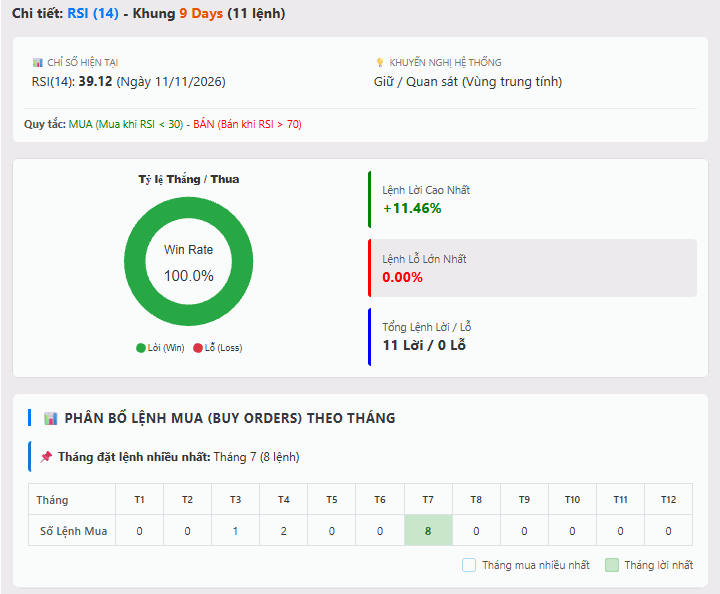 Chi tiết: RSI (14) - Khung 9 Days (11 lệnh)
CHỈ SỐ HIỆN TẠI
RSI(14): 39.12 (Ngày 11/11/2026)
KHUYẾN NGHỊ HỆ THỐNG
Giữ / Quan sát (Vùng trung tính)
Quy tắc: MUA (Mua khi RSI < 30) - BÁN (Bán khi RSI > 70)
Tỷ lệ Thắng / Thua
Win Rate
100.0%
Lời (Win) Lỗ (Loss)
Lệnh Lời Cao Nhất
+11.46%
Lệnh Lỗ Lớn Nhất
0.00%
Tổng Lệnh Lời / Lỗ
11 Lời / 0 Lỗ
PHÂN BỐ LỆNH MUA (BUY ORDERS) THEO THÁNG
Tháng đặt lệnh nhiều nhất: Tháng 7 (8 lệnh)
Tháng T1 T2 T3 T4 T5 T6 T7 T8 T9 T10 T11 T12
Số Lệnh Mua 0 0 1 2 0 0 8 0 0 0 0 0
Tháng mua nhiều nhất Tháng lời nhất